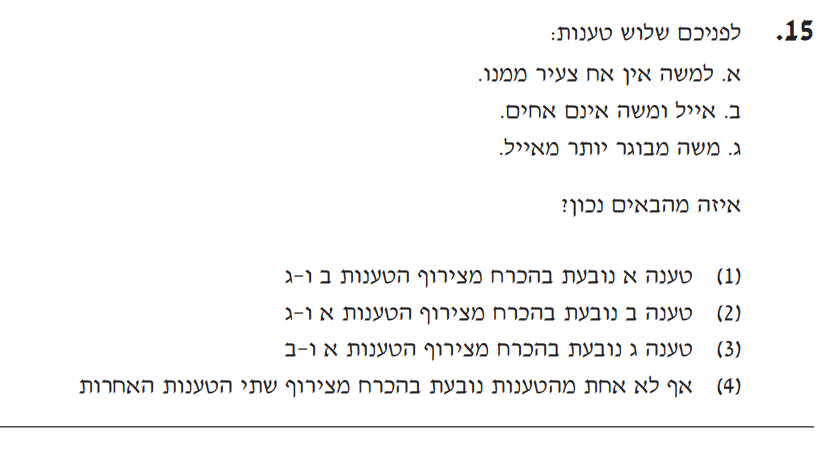 15. לפניכם שלוש טענות:
א. למשה אין אח צעיר ממנו.
ב. אייל ומשה אינם אחים.
ג. משה מבוגר יותר מאייל.
איזה מהבאים נכון?
(1) טענה א נובעת בהכרח מצירוף הטענות ב ו-ג
(2) טענה ב נובעת בהכרח מצירוף הטענות א ו-ג
(3) טענה ג נובעת בהכרח מצירוף הטענות א ו-ב
(4) אף לא אחת מהטענות נובעת בהכרח מצירוף שתי הטענות האחרות